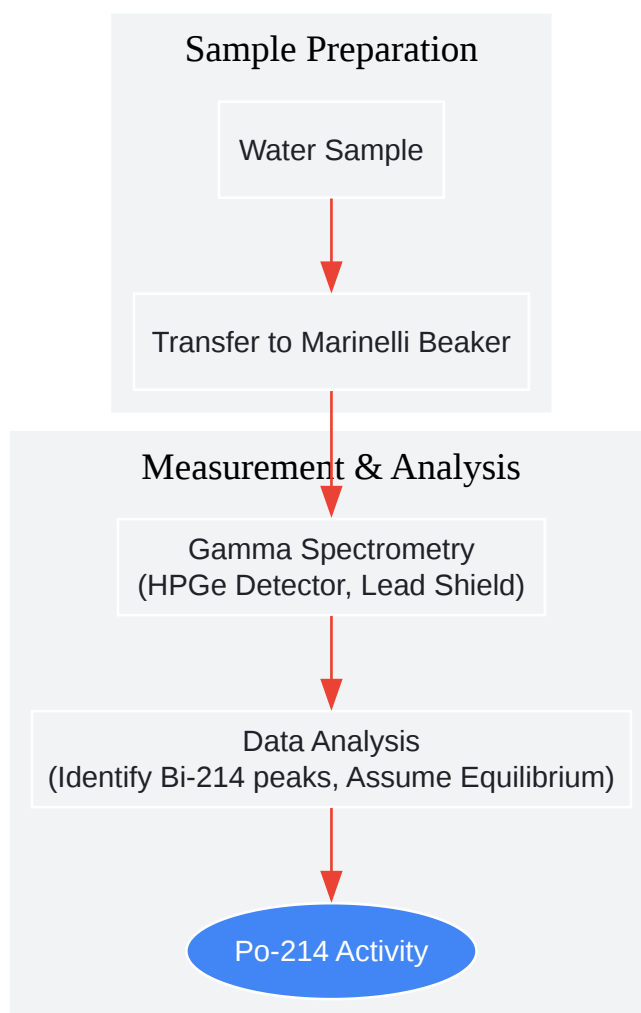 Sample Preparation
Water Sample
Transfer to Marinelli Beaker
Measurement & Analysis
Gamma Spectrometry
(HPGe Detector, Lead Shield)
Data Analysis
(Identify Bi-214 peaks, Assume Equilibrium)
Po-214 Activity